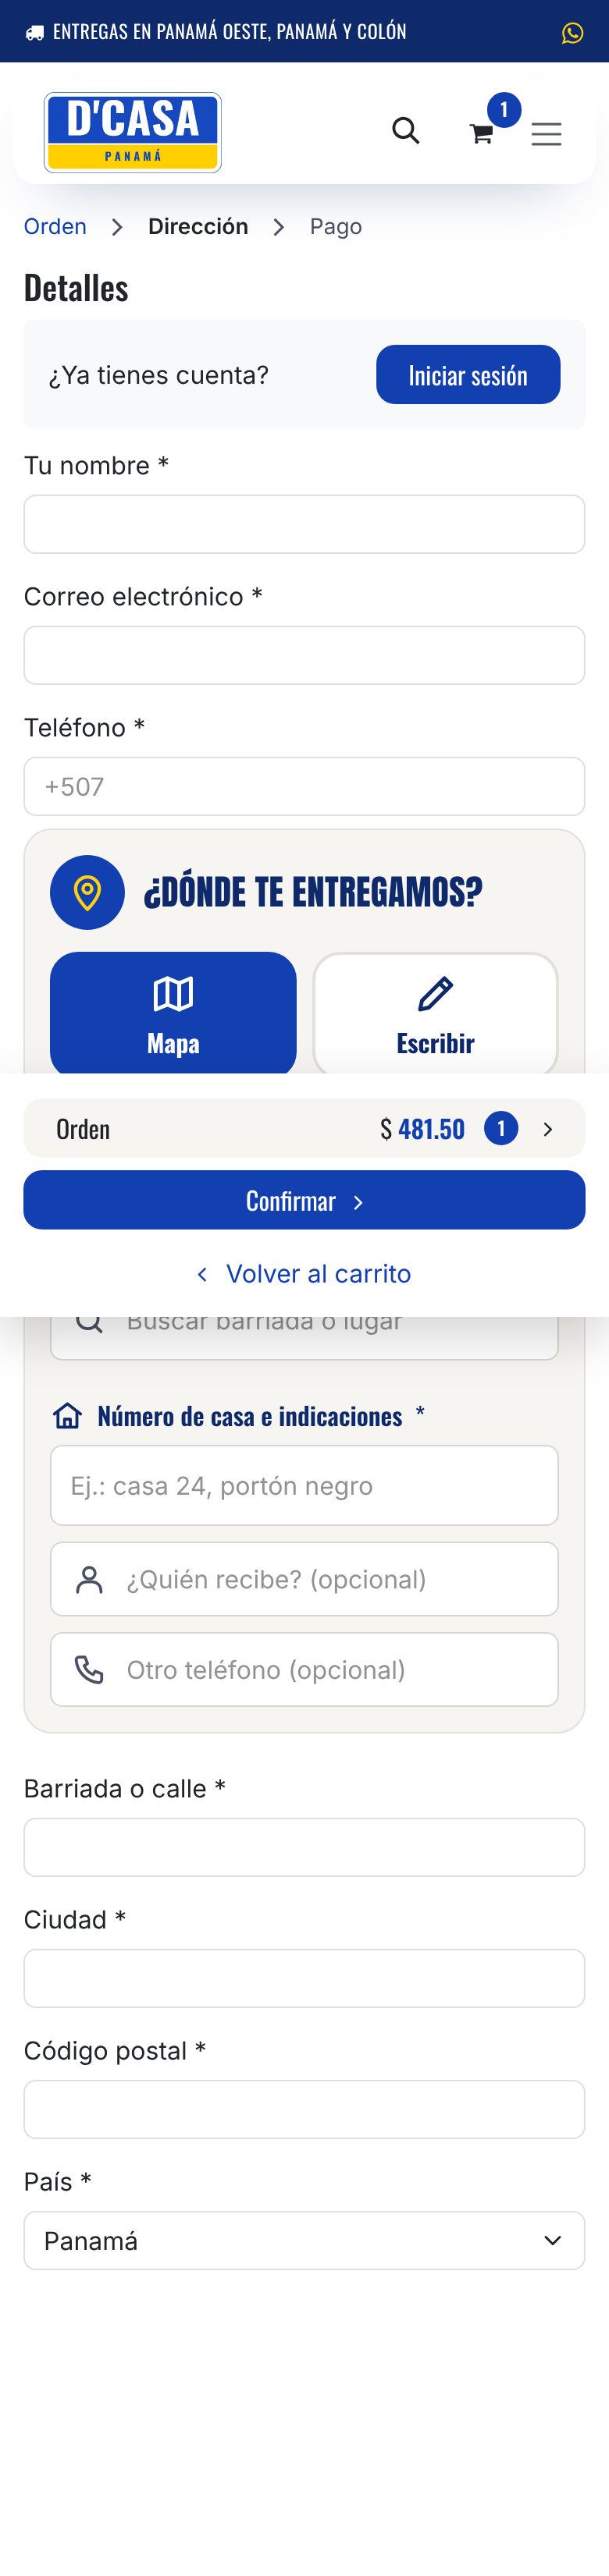 ENTREGAS EN PANAMÁ OESTE, PANAMÁ Y COLÓN
D'CASA
PANAMÁ
1
Orden > Dirección > Pago
Detalles
¿Ya tienes cuenta? Iniciar sesión
Tu nombre *
Correo electrónico *
Teléfono *
+507
¿DÓNDE TE ENTREGAMOS?
Mapa Escribir
Orden $ 481.50 1 >
Confirmar >
< Volver al carrito
Buscar barriada o lugar
Número de casa e indicaciones *
Ej.: casa 24, portón negro
¿Quién recibe? (opcional)
Otro teléfono (opcional)
Barriada o calle *
Ciudad *
Código postal *
País *
Panamá